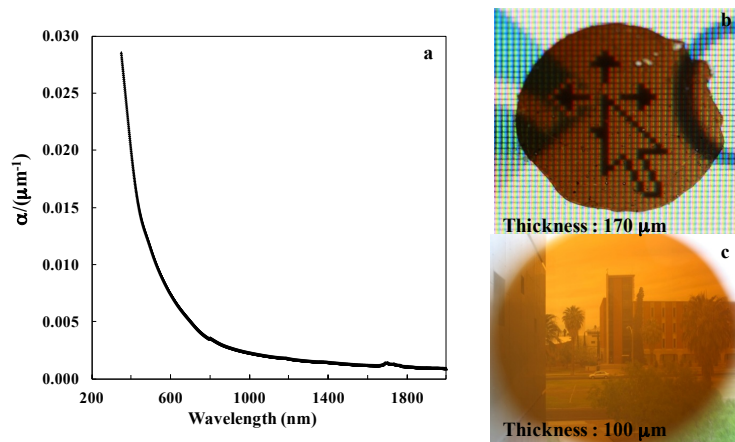 a
0.030
0.025
0.020
0.015
0.010
0.005
0.000
α/(μm⁻¹)
200 600 1000 1400 1800
Wavelength (nm)
b
Thickness : 170 μm
c
Thickness : 100 μm